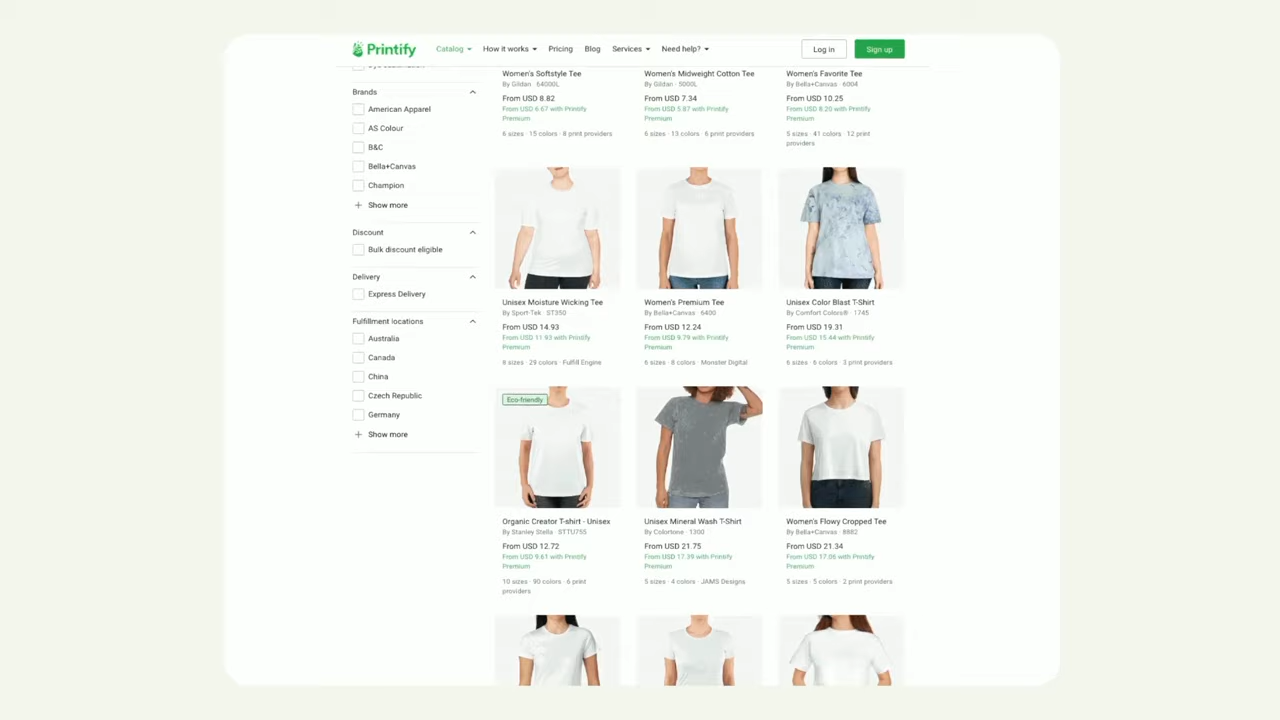 Printify
Catalog
How it works
Pricing
Blog
Services
Need help?
Log in
Sign up
Brands
American Apparel
AS Colour
B&C
Bella+Canvas
Champion
+ Show more
Discount
Bulk discount eligible
Delivery
Express Delivery
Fulfillment locations
Australia
Canada
China
Czech Republic
Germany
+ Show more
Women's Softstyle Tee
By Gildan · 64000L
From USD 8.82
From USD 6.67 with Printify
Premium
6 sizes · 15 colors · 8 print providers
Women's Midweight Cotton Tee
By Gildan · 5000L
From USD 7.34
From USD 5.87 with Printify
Premium
6 sizes · 13 colors · 6 print providers
Women's Favorite Tee
By Bella+Canvas · 6004
From USD 10.25
From USD 8.20 with Printify
Premium
5 sizes · 41 colors · 12 print
providers
Unisex Moisture Wicking Tee
By Sport-Tek · ST350
From USD 14.93
From USD 11.93 with Printify
Premium
8 sizes · 29 colors · Fulfill Engine
Women's Premium Tee
By Bella+Canvas · 6400
From USD 12.24
From USD 9.79 with Printify
Premium
6 sizes · 8 colors · Monster Digital
Unisex Color Blast T-Shirt
By Comfort Colors® · 1745
From USD 19.31
From USD 15.44 with Printify
Premium
6 sizes · 6 colors · 3 print providers
Eco-friendly
Organic Creator T-shirt - Unisex
By Stanley Stella · STTU755
From USD 12.72
From USD 9.61 with Printify
Premium
10 sizes · 90 colors · 6 print
providers
Unisex Mineral Wash T-Shirt
By Colortone · 1300
From USD 21.75
From USD 17.39 with Printify
Premium
5 sizes · 4 colors · JAMS Designs
Women's Flowy Cropped Tee
By Bella+Canvas · 8882
From USD 21.34
From USD 17.06 with Printify
Premium
5 sizes · 5 colors · 2 print providers